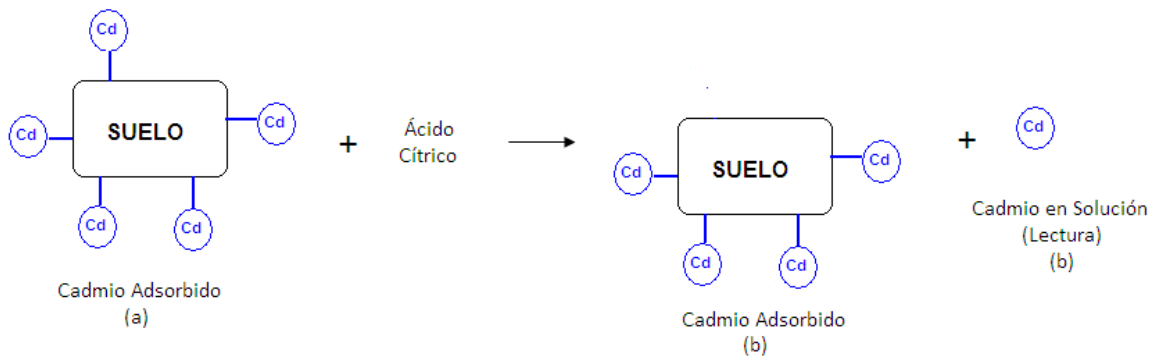 Cd
Cd
SUELO
Cd
Cd
Cd
Cadmio Adsorbido
(a)
+
Ácido
Cítrico
Cd
SUELO
Cd
Cd
Cd
Cadmio Adsorbido
(b)
+
Cd
Cadmio en Solución
(Lectura)
(b)